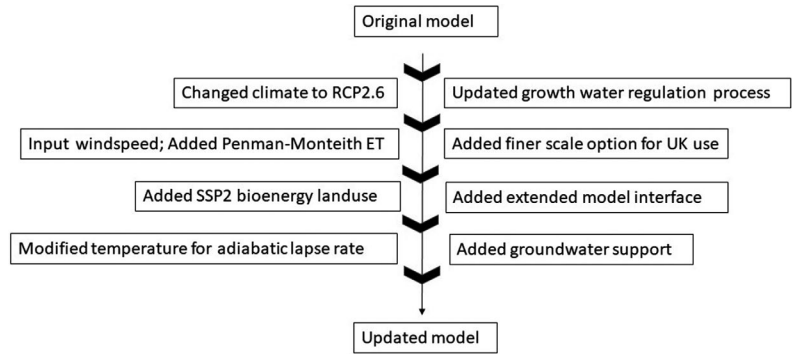 Original model
Changed climate to RCP2.6
Updated growth water regulation process
Input windspeed; Added Penman-Monteith ET
Added finer scale option for UK use
Added SSP2 bioenergy landuse
Added extended model interface
Modified temperature for adiabatic lapse rate
Added groundwater support
Updated model